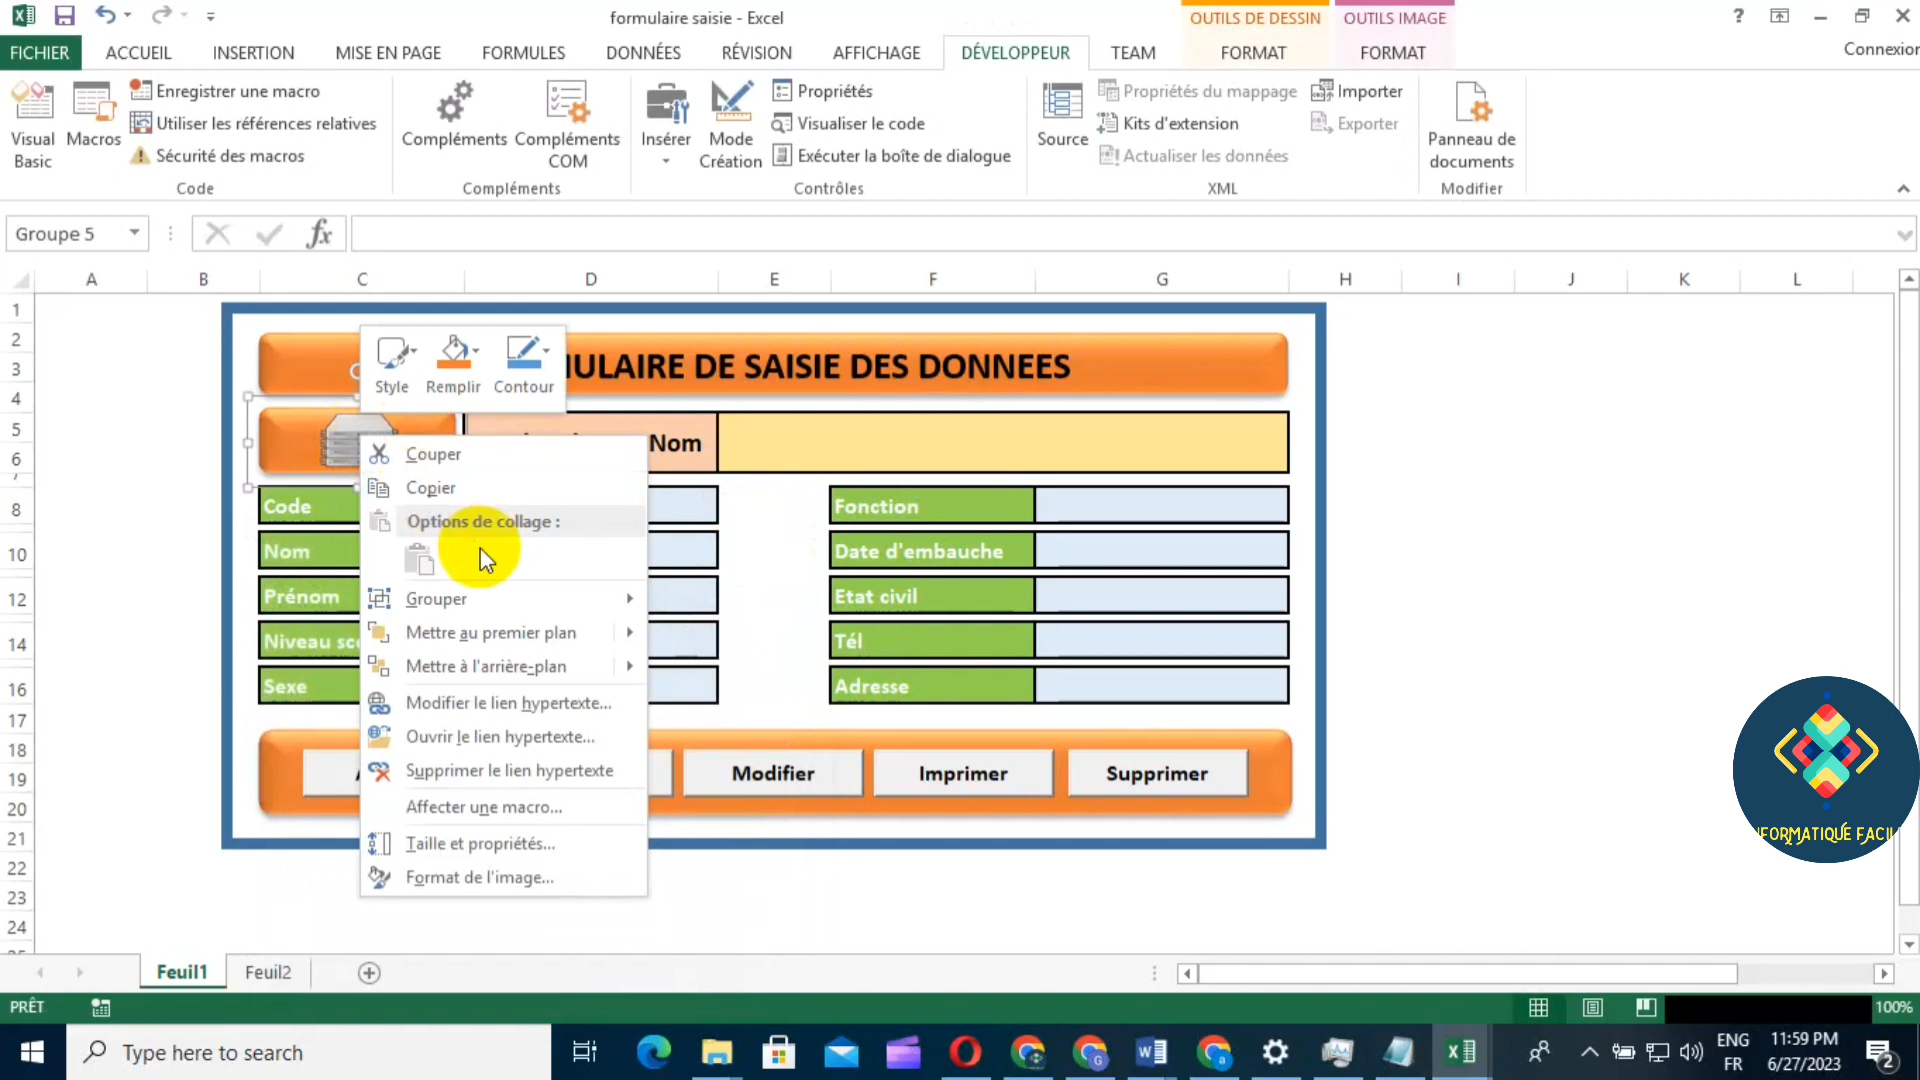 formulaire saisie - Excel
OUTILS DE DESSIN
OUTILS IMAGE
?
FICHIER
ACCUEIL
INSERTION
MISE EN PAGE
FORMULES
DONNÉES
RÉVISION
AFFICHAGE
DÉVELOPPEUR
TEAM
FORMAT
FORMAT
Connexion
Visual Basic
Macros
Enregistrer une macro
Utiliser les références relatives
Sécurité des macros
Code
Compléments
Compléments COM
Compléments
Insérer
Mode Création
Propriétés
Visualiser le code
Exécuter la boîte de dialogue
Contrôles
Source
Propriétés du mappage
Kits d'extension
Actualiser les données
Importer
Exporter
XML
Panneau de documents
Modifier
Groupe 5
fx
A B C D E F G H I J K L
1
2
3
4
5
6
7
8
10
12
14
16
17
18
19
20
21
22
23
24
MULAIRE DE SAISIE DES DONNEES
Style
Remplir
Contour
Nom
Couper
Copier
Options de collage :
Grouper
Mettre au premier plan
Mettre à l'arrière-plan
Modifier le lien hypertexte...
Ouvrir le lien hypertexte...
Supprimer le lien hypertexte
Affecter une macro...
Taille et propriétés...
Format de l'image...
Code
Nom
Prénom
Niveau sc
Sexe
Fonction
Date d'embauche
Etat civil
Tél
Adresse
Modifier
Imprimer
Supprimer
NFORMATIQUE FACIL
Feuil1
Feuil2
PRÊT
100%
Type here to search
ENG
FR
11:59 PM
6/27/2023
2